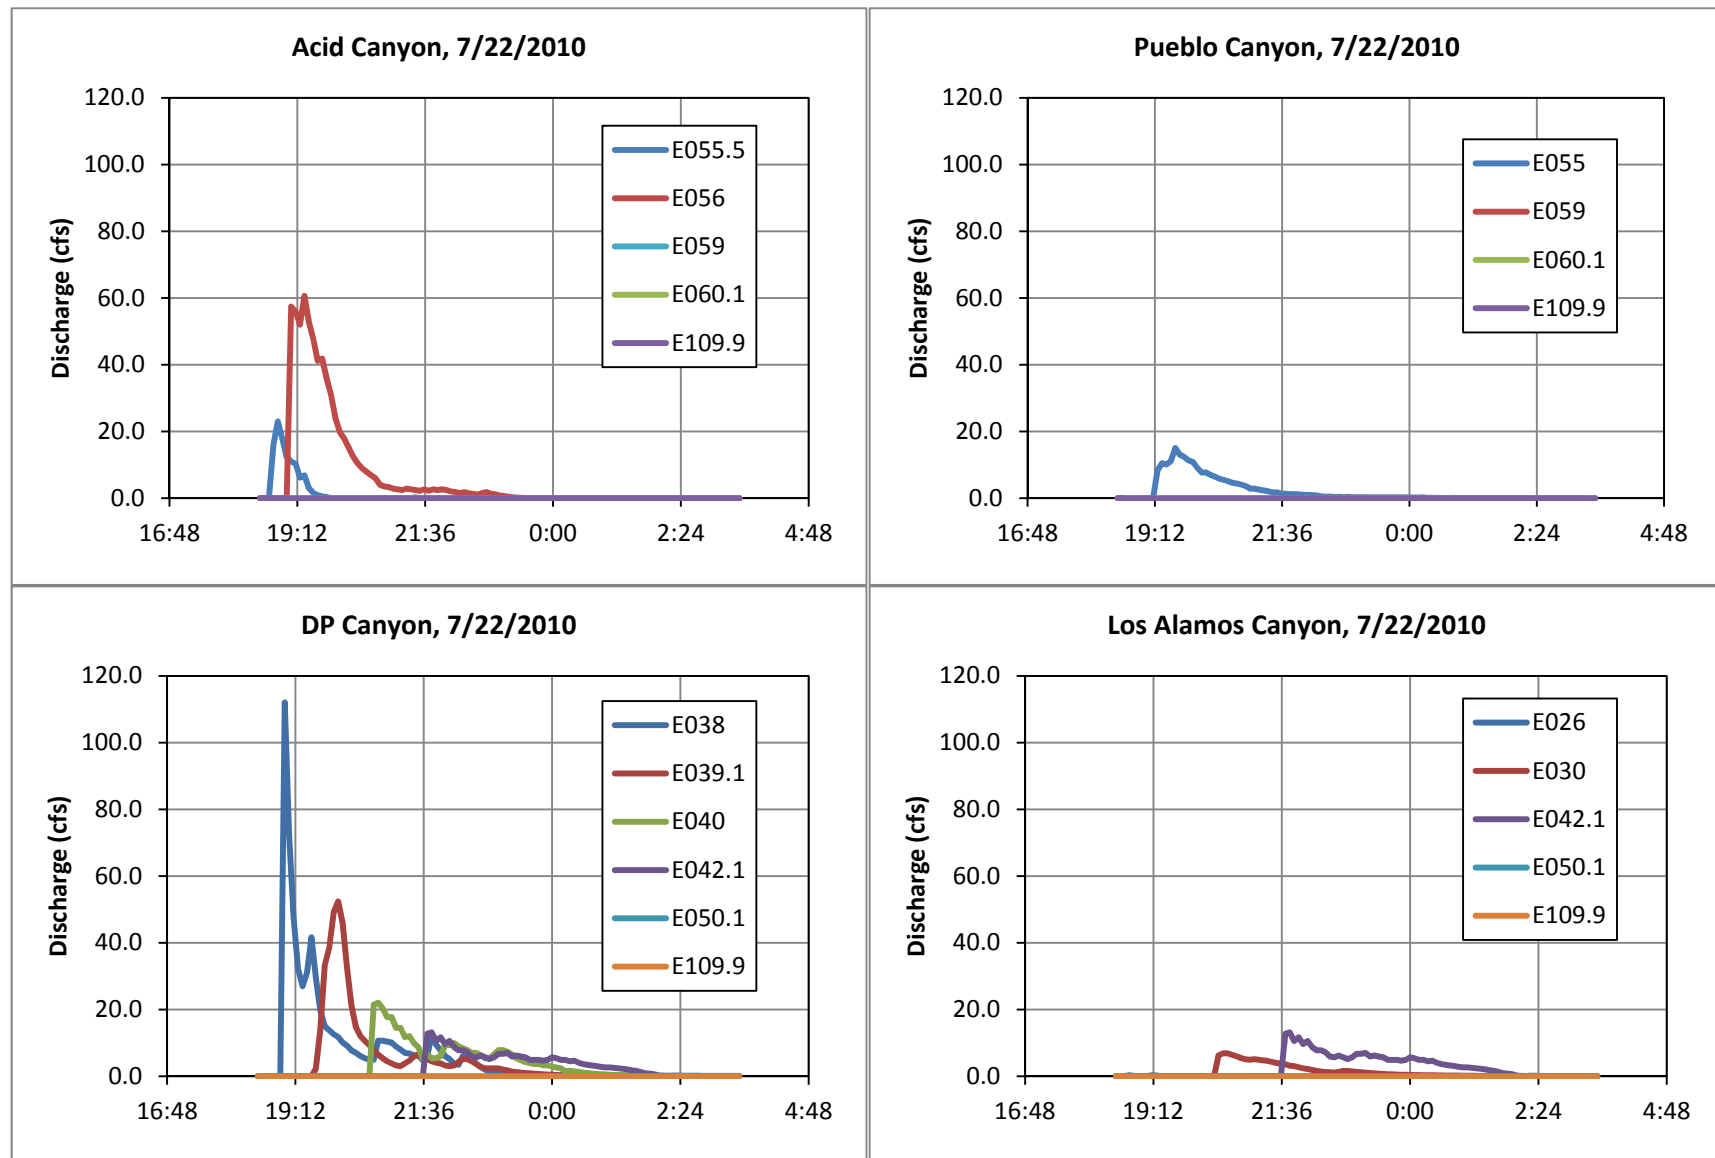 Acid Canyon, 7/22/2010
120.0
100.0
80.0
60.0
40.0
20.0
0.0
Discharge (cfs)
16:48 19:12 21:36 0:00 2:24 4:48
E055.5
E056
E059
E060.1
E109.9
Pueblo Canyon, 7/22/2010
120.0
100.0
80.0
60.0
40.0
20.0
0.0
Discharge (cfs)
16:48 19:12 21:36 0:00 2:24 4:48
E055
E059
E060.1
E109.9
DP Canyon, 7/22/2010
120.0
100.0
80.0
60.0
40.0
20.0
0.0
Discharge (cfs)
16:48 19:12 21:36 0:00 2:24 4:48
E038
E039.1
E040
E042.1
E050.1
E109.9
Los Alamos Canyon, 7/22/2010
120.0
100.0
80.0
60.0
40.0
20.0
0.0
Discharge (cfs)
16:48 19:12 21:36 0:00 2:24 4:48
E026
E030
E042.1
E050.1
E109.9